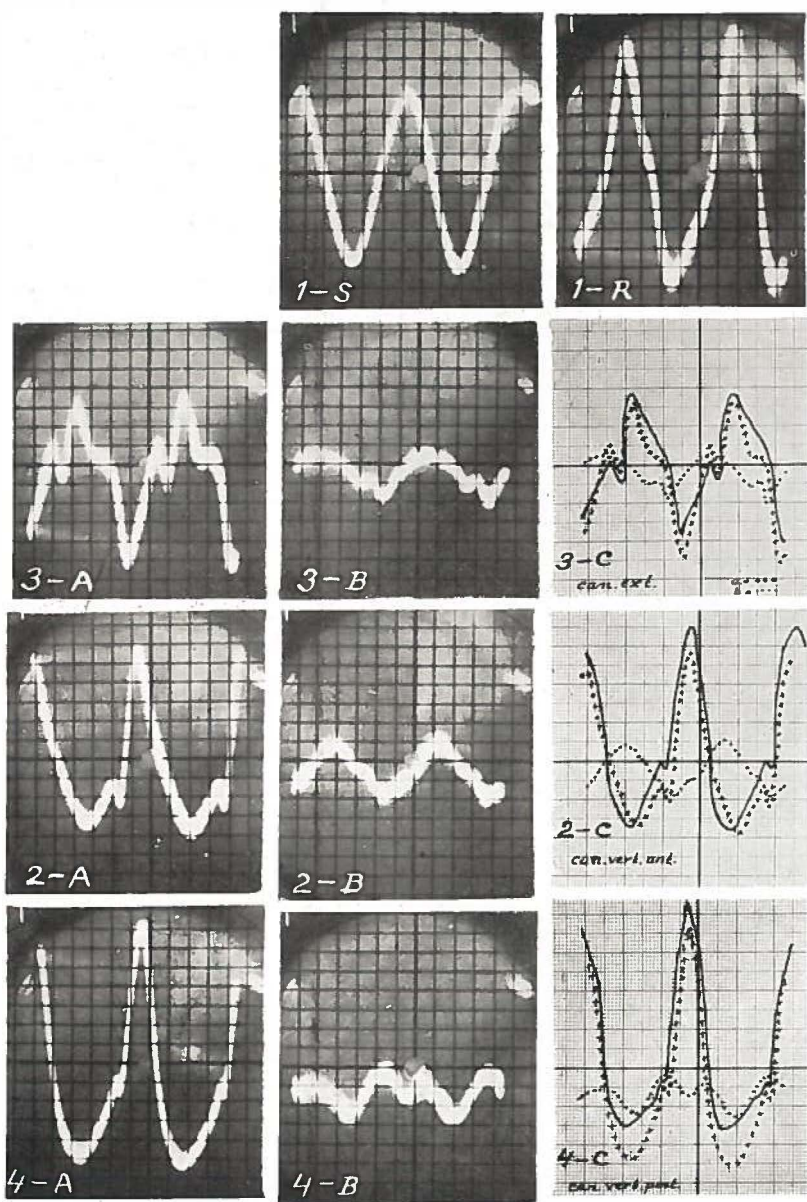 1-S
1-R
3-A
3-B
3-C
can. ext.
2-A
2-B
2-C
can. vert. ant.
4-A
4-B
4-C
can. vert. post.